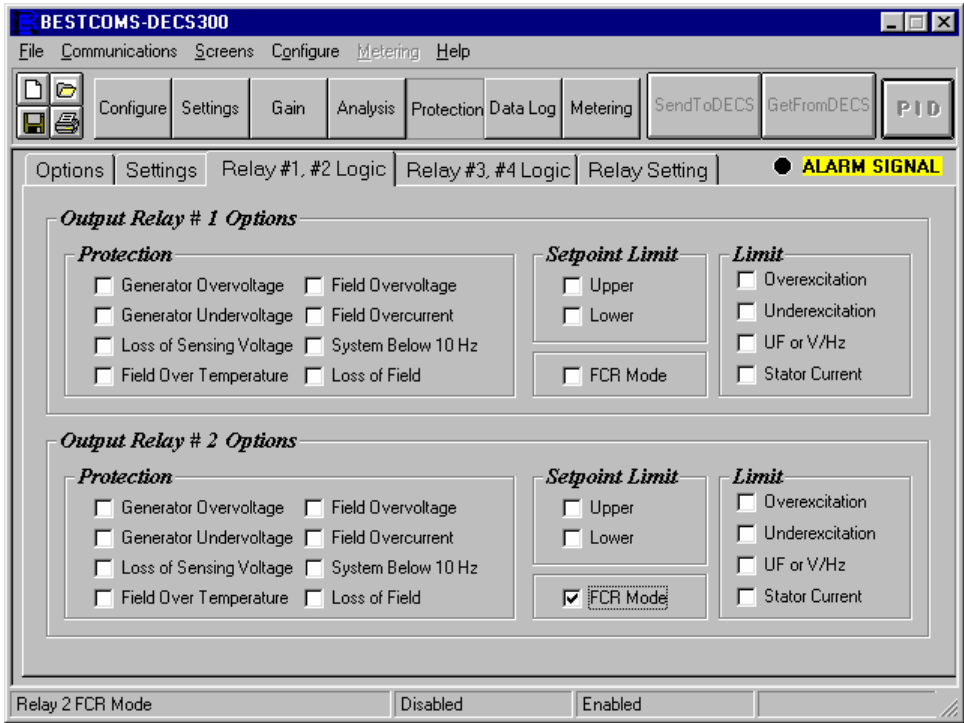 BESTCOMS-DECS300
File Communications Screens Configure Metering Help
Configure Settings Gain Analysis Protection Data Log Metering SendToDECS GetFromDECS PID
Options Settings Relay #1, #2 Logic Relay #3, #4 Logic Relay Setting ALARM SIGNAL
Output Relay # 1 Options
Protection Setpoint Limit Limit
Generator Overvoltage Field Overvoltage Upper Overexcitation
Generator Undervoltage Field Overcurrent Lower Underexcitation
Loss of Sensing Voltage System Below 10 Hz UF or V/Hz
Field Over Temperature Loss of Field FCR Mode Stator Current
Output Relay # 2 Options
Protection Setpoint Limit Limit
Generator Overvoltage Field Overvoltage Upper Overexcitation
Generator Undervoltage Field Overcurrent Lower Underexcitation
Loss of Sensing Voltage System Below 10 Hz UF or V/Hz
Field Over Temperature Loss of Field FCR Mode Stator Current
Relay 2 FCR Mode Disabled Enabled